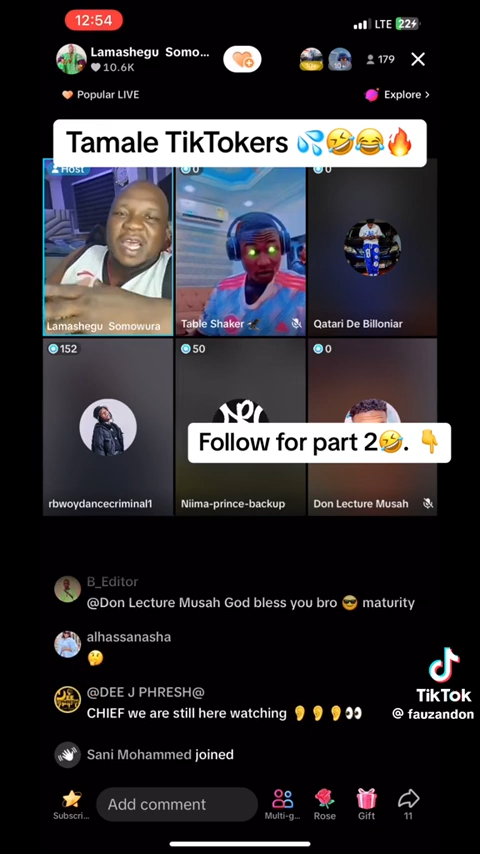 12:54
LTE 22
Lamashegu Somo...
10.6K
179
Popular LIVE
Explore >
Tamale TikTokers 💦🤣😂🔥
Host
0
0
Lamashegu Somowura
Table Shaker
Qatari De Billoniar
152
50
0
Follow for part 2🤣. 👇
rbwoydancecriminal1
Niima-prince-backup
Don Lecture Musah
B_Editor
@Don Lecture Musah God bless you bro 😎 maturity
alhassanasha
🤔
@DEE J PHRESH@
CHIEF we are still here watching 👂👂👂👀
TikTok
@ fauzandon
Sani Mohammed joined
Add comment
Subscri...
Multi-g...
Rose
Gift
11